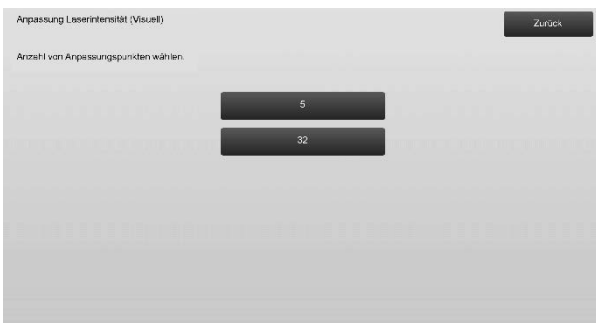 Anpassung Laserintensität (Visuell)
Zurück
Anzahl von Anpassungspunkten wählen.
5
32